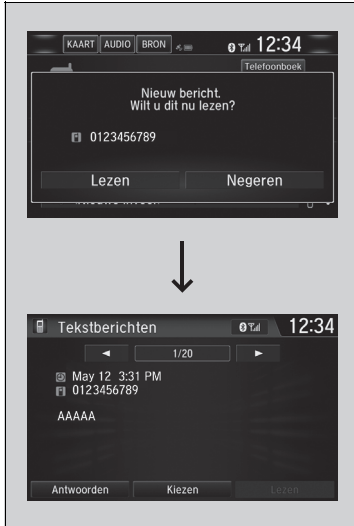 KAART AUDIO BRON 12:34
Telefoonboek
Nieuw bericht.
Wilt u dit nu lezen?
0123456789
Lezen Negeren
Tekstberichten 12:34
◄ 1/20 ►
May 12 3:31 PM
0123456789
AAAAA
Antwoorden Kiezen Lezen